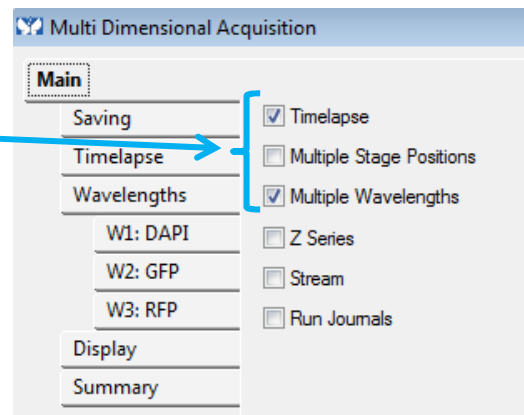 Multi Dimensional Acquisition
Main
Saving
Timelapse
Wavelengths
W1: DAPI
W2: GFP
W3: RFP
Display
Summary
Timelapse
Multiple Stage Positions
Multiple Wavelengths
Z Series
Stream
Run Journals